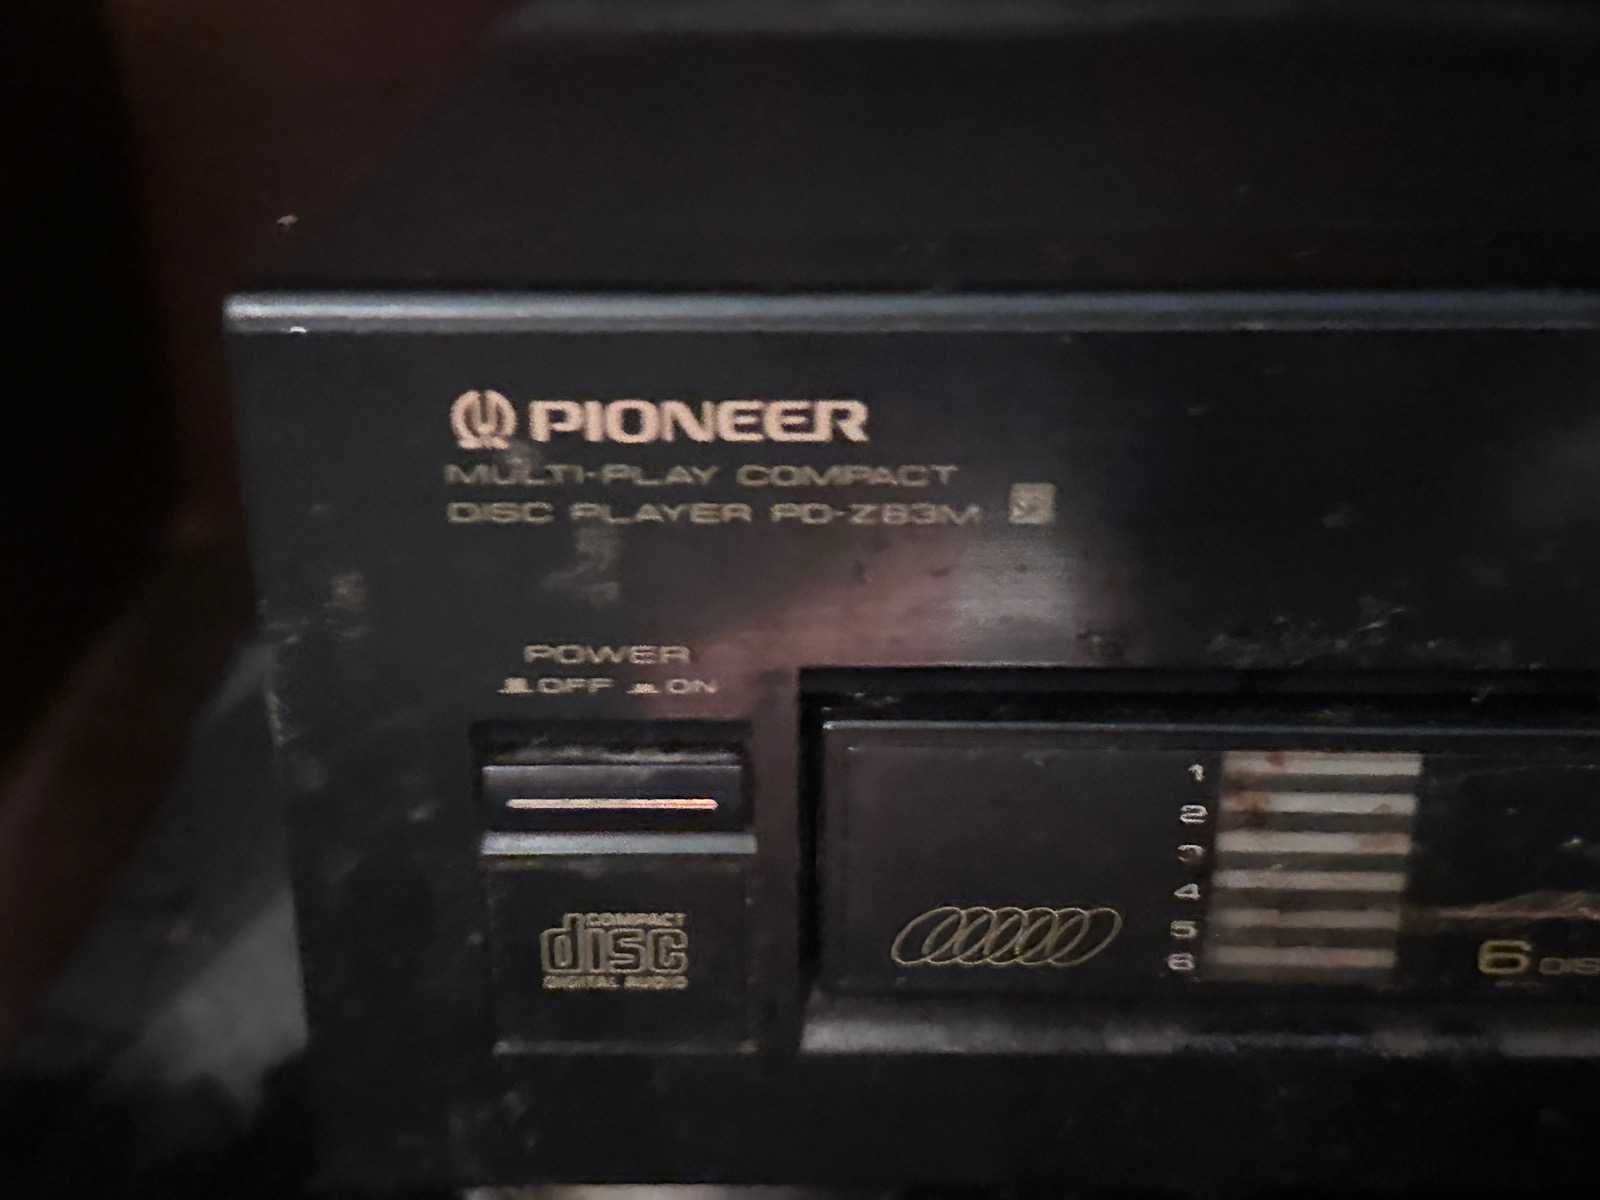 PIONEER
MULTI-PLAY COMPACT
DISC PLAYER PD-Z83M
POWER
OFF ON
COMPACT
disc
DIGITAL AUDIO
1
2
3
4
5
6
6